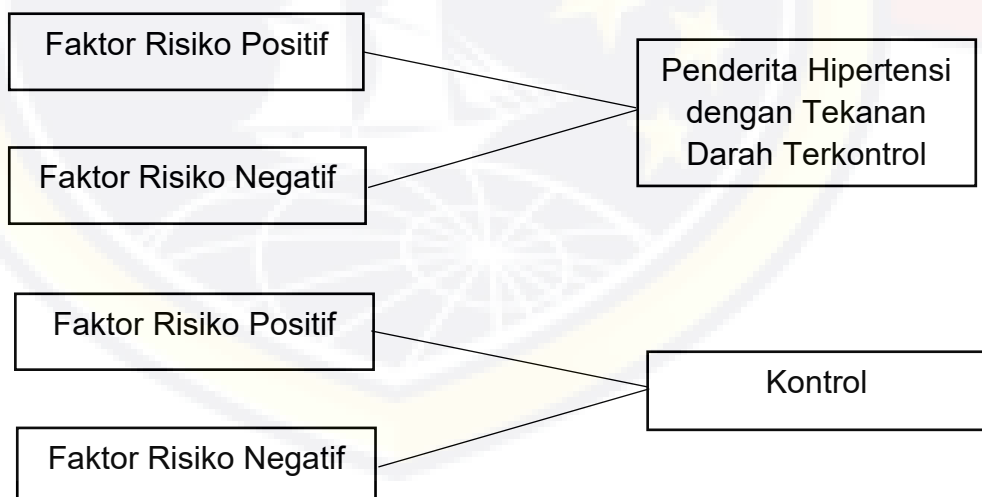 Faktor Risiko Positif
Faktor Risiko Negatif
Penderita Hipertensi
dengan Tekanan
Darah Terkontrol
Faktor Risiko Positif
Faktor Risiko Negatif
Kontrol